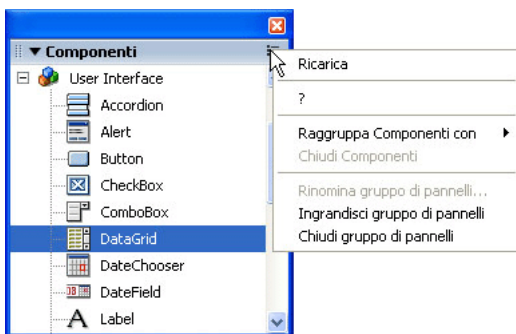 Componenti
User Interface
Accordion
Alert
Button
CheckBox
ComboBox
DataGrid
DateChooser
DateField
Label
Ricarica
?
Raggruppa Componenti con
Chiudi Componenti
Rinomina gruppo di pannelli...
Ingrandisci gruppo di pannelli
Chiudi gruppo di pannelli